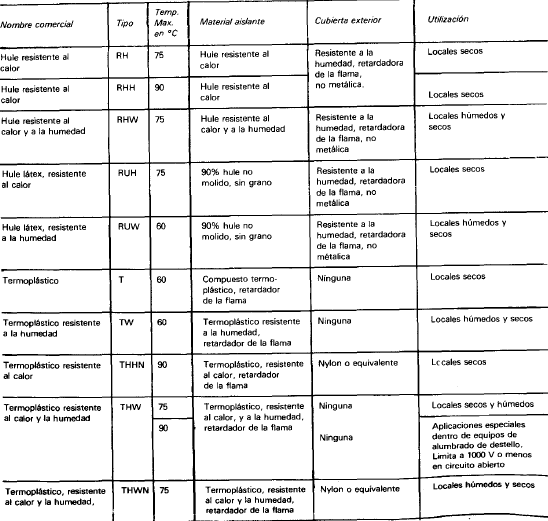 Nombre comercial
Tipo
Temp.
Max.
en °C
Material aislante
Cubierta exterior
Utilización
Hule resistente al
calor
RH
75
Hule resistente al
calor
Resistente a la
humedad, retardadora
de la flama,
no metálica.
Locales secos
Hule resistente al
calor
RHH
90
Hule resistente al
calor
Locales secos
Hule resistente al
calor y a la humedad
RHW
75
Hule resistente al
calor y a la humedad
Resistente a la
humedad, retardadora
de la flama, no
metálica
Locales húmedos y
secos
Hule látex, resistente
al calor
RUH
75
90% hule no
molido, sin grano
Resistente a la
humedad, retardadora
de la flama, no
metálica
Locales secos
Hule látex, resistente
a la humedad
RUW
60
90% hule no
molido, sin grano
Resistente a la
humedad, retardadora
de la flama, no
métalica
Locales húmedos y
secos
Termoplástico
T
60
Compuesto termo-
plástico, retardador
de la flama
Ninguna
Locales secos
Termoplástico resistente
a la humedad
TW
60
Termoplástico resistente
a la humedad,
retardador de la flama
Ninguna
Locales húmedos y secos
Termoplástico resistente
al calor
THHN
90
Termoplástico, resistente
al calor, retardador
de la flama
Nylon o equivalente
Locales secos
Termoplástico resistente
al calor y la humedad
THW
75
Termoplástico, resistente
al calor, y a la humedad,
retardador de la flama
Ninguna
Locales secos y húmedos
90
Ninguna
Aplicaciones especiales
dentro de equipos de
alumbrado de destello.
Limita a 1000 V o menos
en circuito abierto
Termoplástico, resistente
al calor y la humedad,
THWN
75
Termoplástico, resistente
al calor y la humedad,
retardador de la flama
Nylon o equivalente
Locales húmedos y secos